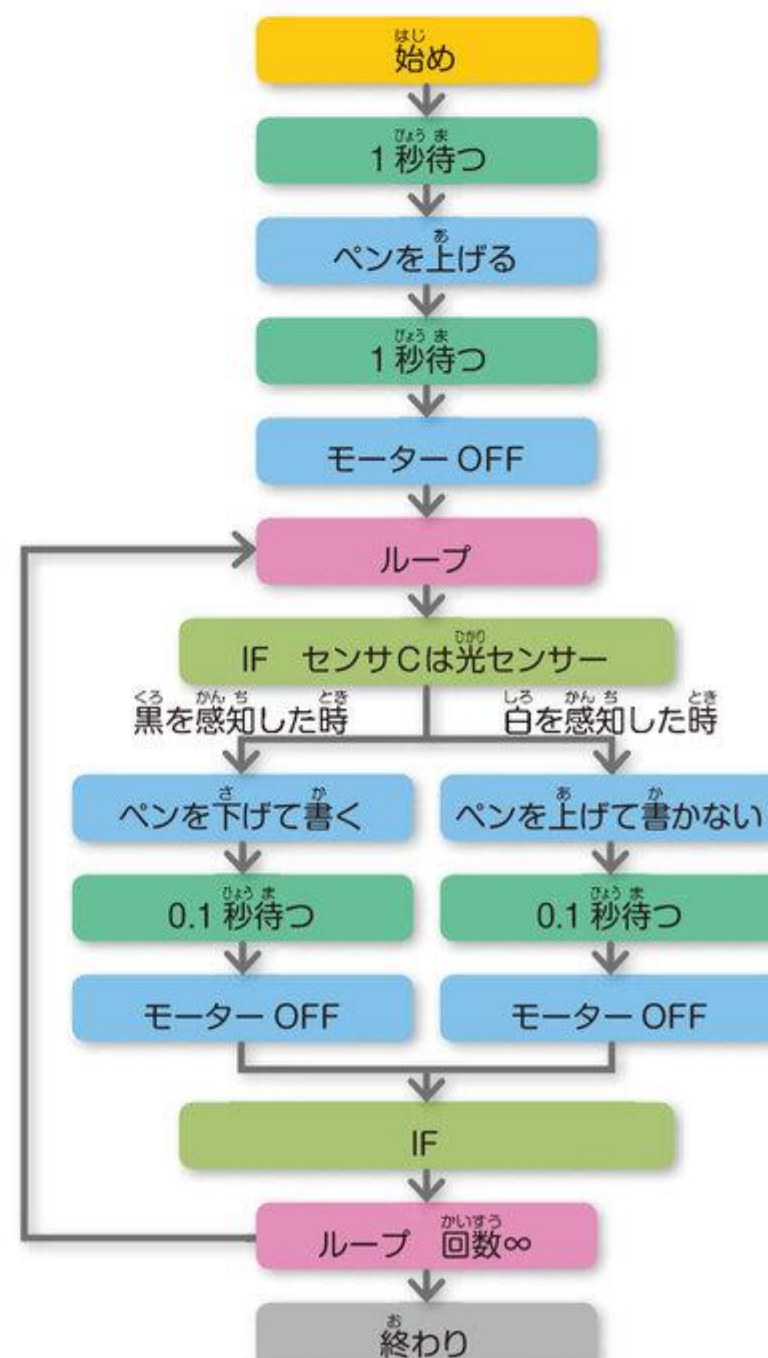 始め
1秒待つ
ペンを上げる
1秒待つ
モーター OFF
ループ
IF センサCは光センサー
黒を感知した時
白を感知した時
ペンを下げて書く
ペンを上げて書かない
0.1秒待つ
0.1秒待つ
モーター OFF
モーター OFF
IF
ループ 回数∞
終わり